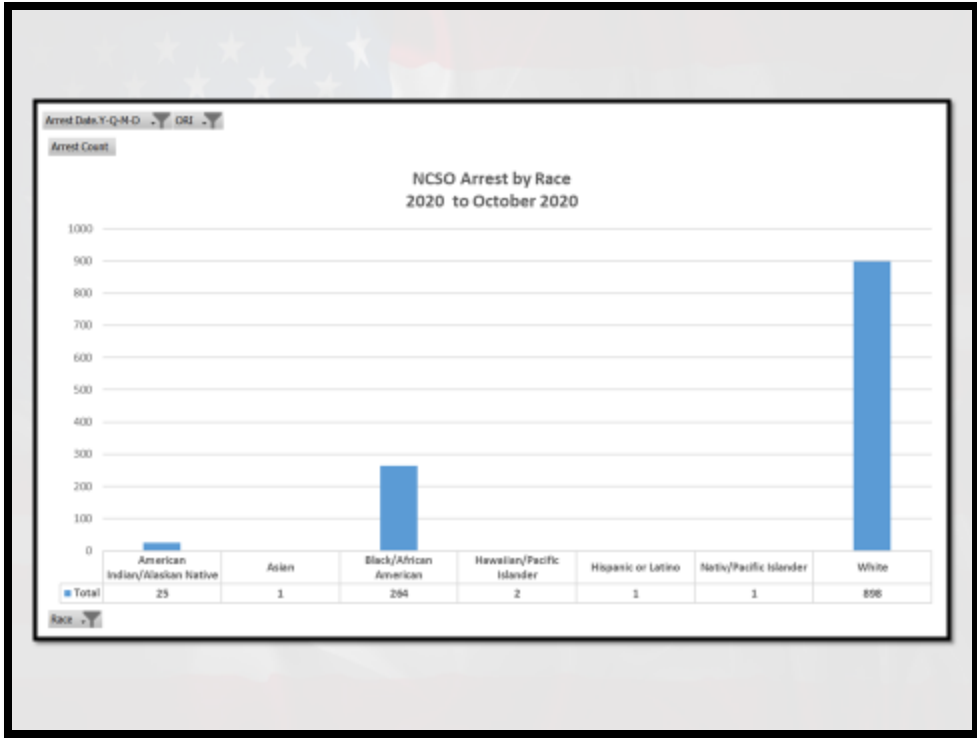 Arrest Date.Y-Q-M-D ORI
Arrest Count
NCSO Arrest by Race
2020 to October 2020
1000
900
800
700
600
500
400
300
200
100
0
American Indian/Alaskan Native Asian Black/African American Hawaiian/Pacific Islander Hispanic or Latino Nativ/Pacific Islander White
Total 25 1 264 2 1 1 898
Race